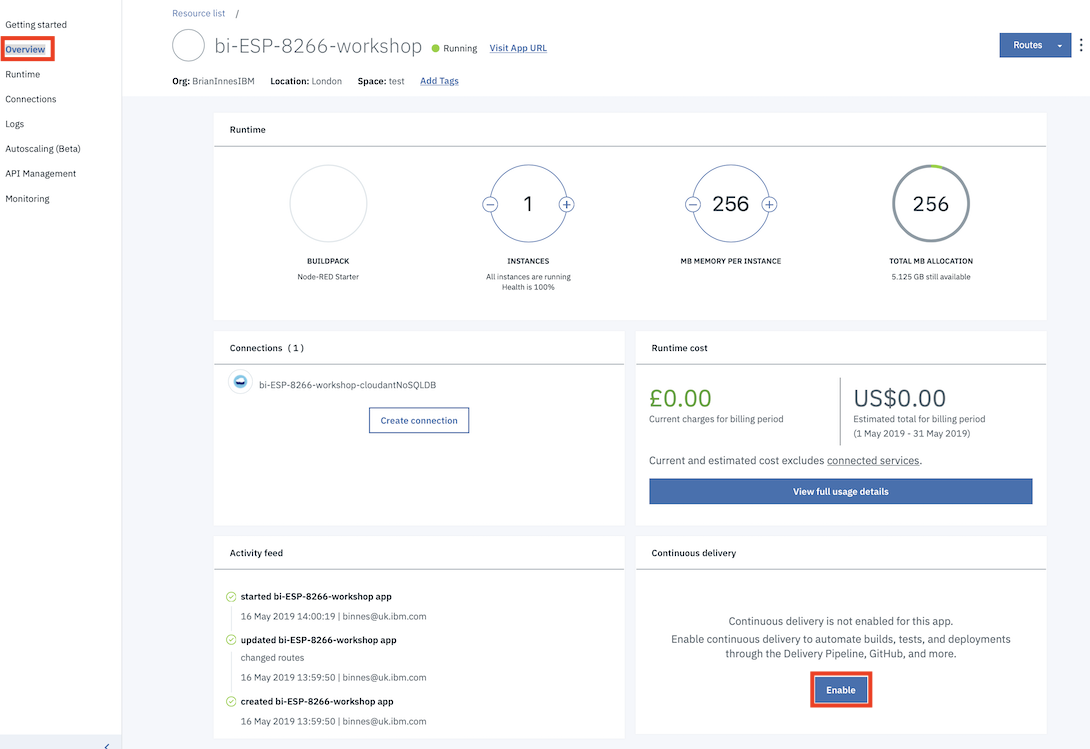 Getting started
Overview
Runtime
Connections
Logs
Autoscaling (Beta)
API Management
Monitoring
Resource list /
bi-ESP-8266-workshop Running Visit App URL
Routes
Org: BrianInnesIBM Location: London Space: test Add Tags
Runtime
1
256
256
BUILDPACK
Node-RED Starter
INSTANCES
All instances are running
Health is 100%
MB MEMORY PER INSTANCE
TOTAL MB ALLOCATION
5.125 GB still available
Connections (1)
bi-ESP-8266-workshop-cloudantNoSQLDB
Create connection
Runtime cost
£0.00
Current charges for billing period
US$0.00
Estimated total for billing period
(1 May 2019 - 31 May 2019)
Current and estimated cost excludes connected services.
View full usage details
Activity feed
started bi-ESP-8266-workshop app
16 May 2019 14:00:19 | binnes@uk.ibm.com
updated bi-ESP-8266-workshop app
changed routes
16 May 2019 13:59:50 | binnes@uk.ibm.com
created bi-ESP-8266-workshop app
16 May 2019 13:59:50 | binnes@uk.ibm.com
Continuous delivery
Continuous delivery is not enabled for this app.
Enable continuous delivery to automate builds, tests, and deployments
through the Delivery Pipeline, GitHub, and more.
Enable